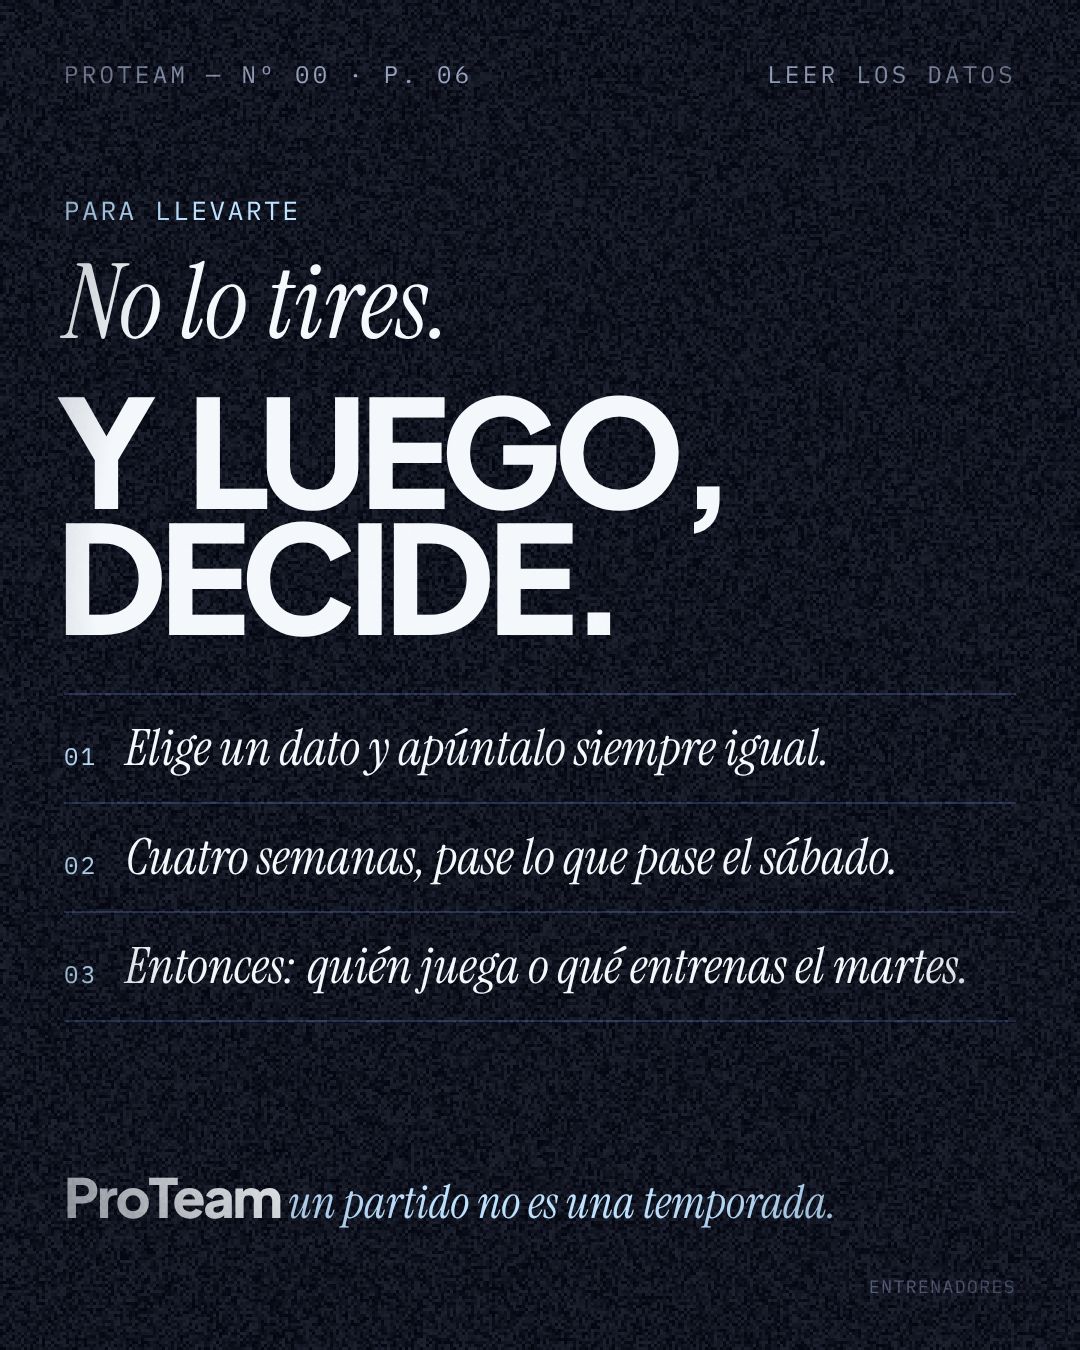 PROTEAM — Nº 00 · P. 06
LEER LOS DATOS
PARA LLEVARTE
No lo tires.
Y LUEGO,
DECIDE.
01 Elige un dato y apúntalo siempre igual.
02 Cuatro semanas, pase lo que pase el sábado.
03 Entonces: quién juega o qué entrenas el martes.
ProTeam un partido no es una temporada.
ENTRENADORES